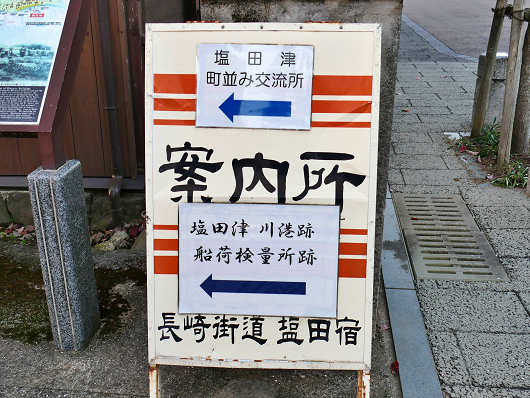 塩田津
町並み交流所
案内所
塩田津 川港跡
船荷検量所跡
長崎街道 塩田宿